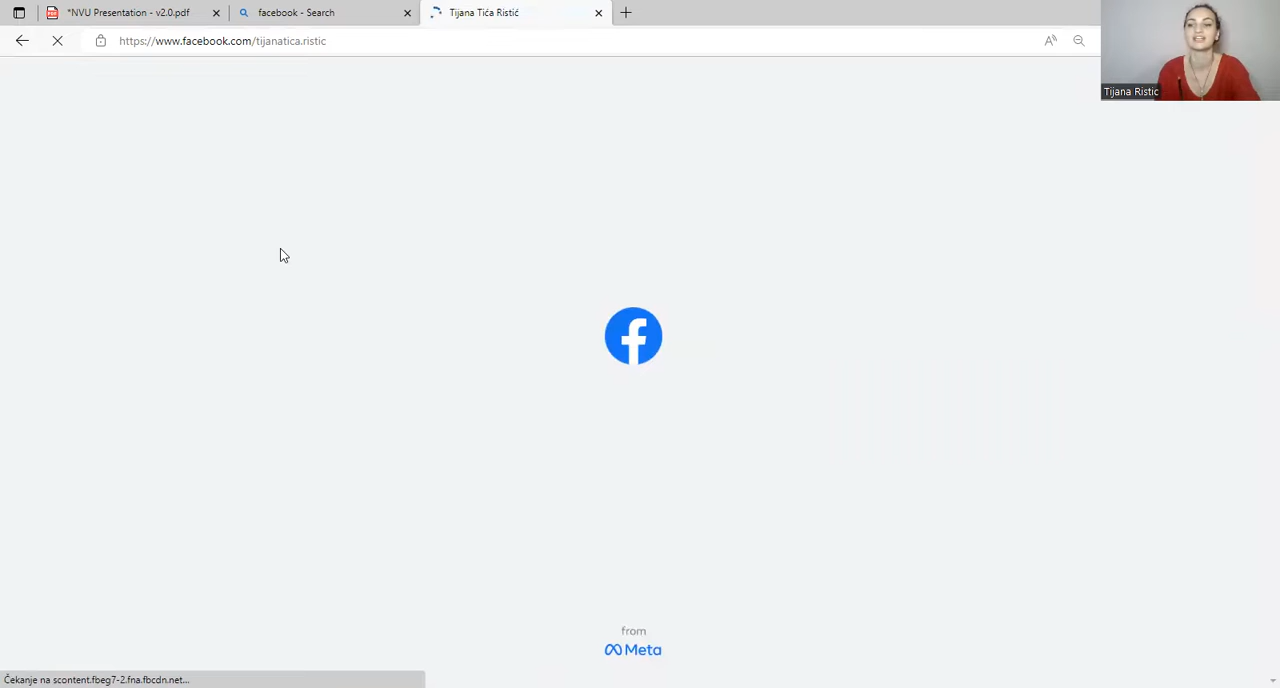 *NVU Presentation - v2.0.pdf
facebook - Search
Tijana Tića Ristić
https://www.facebook.com/tijanatica.ristic
Tijana Ristic
from
Meta
Čekanje na scontent.fbeg7-2.fna.fbcdn.net...